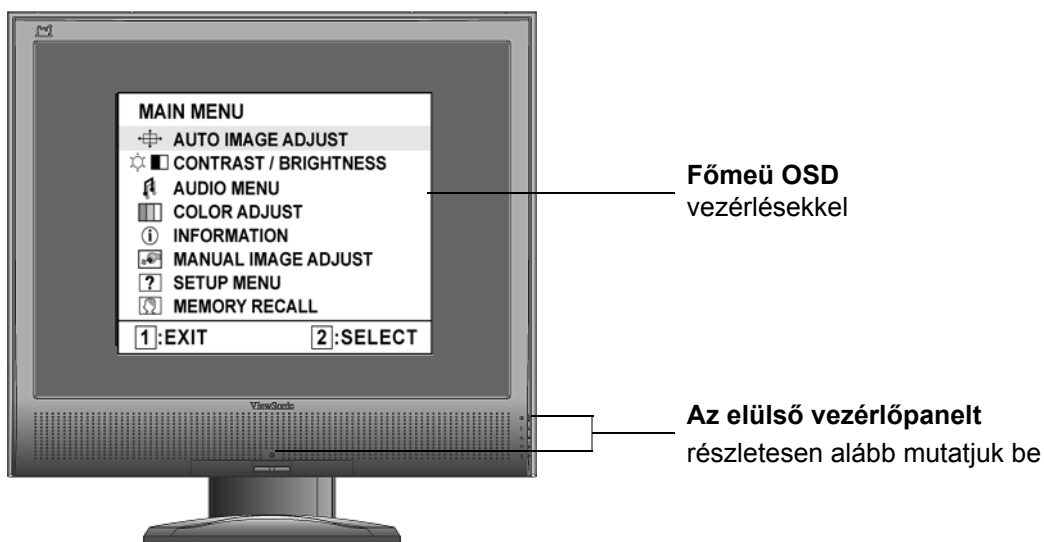 MAIN MENU
AUTO IMAGE ADJUST
CONTRAST / BRIGHTNESS
AUDIO MENU
COLOR ADJUST
INFORMATION
MANUAL IMAGE ADJUST
? SETUP MENU
MEMORY RECALL
1:EXIT 2:SELECT
ViewSonic
Főmeü OSD
vezérlésekkel
Az elülső vezérlőpanelt
részletesen alább mutatjuk be